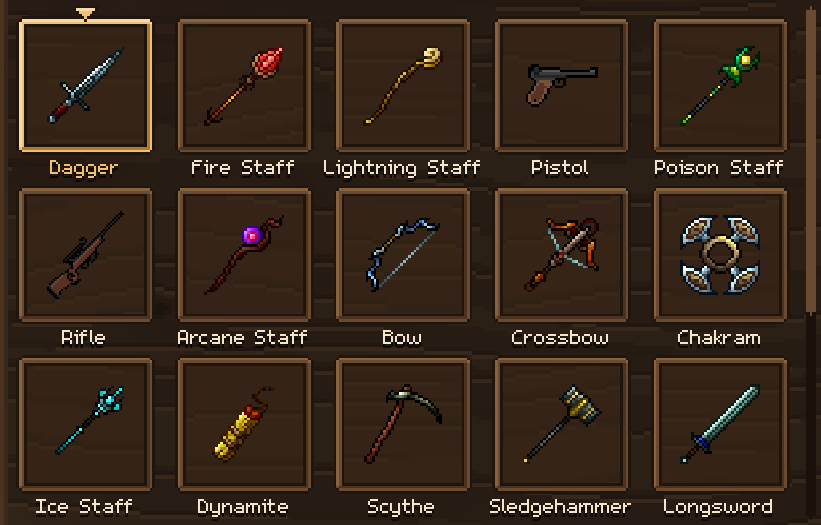 Dagger
Fire Staff
Lightning Staff
Pistol
Poison Staff
Rifle
Arcane Staff
Bow
Crossbow
Chakram
Ice Staff
Dynamite
Scythe
Sledgehammer
Longsword